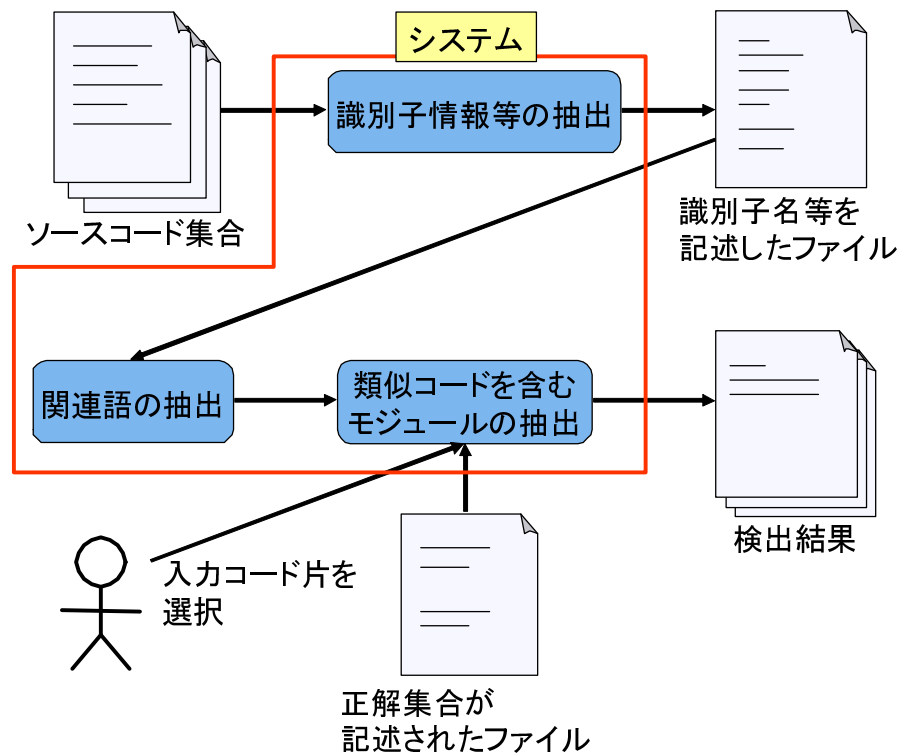 システム
識別子情報等の抽出
ソースコード集合
識別子名等を
記述したファイル
関連語の抽出
類似コードを含む
モジュールの抽出
検出結果
入力コード片を
選択
正解集合が
記述されたファイル